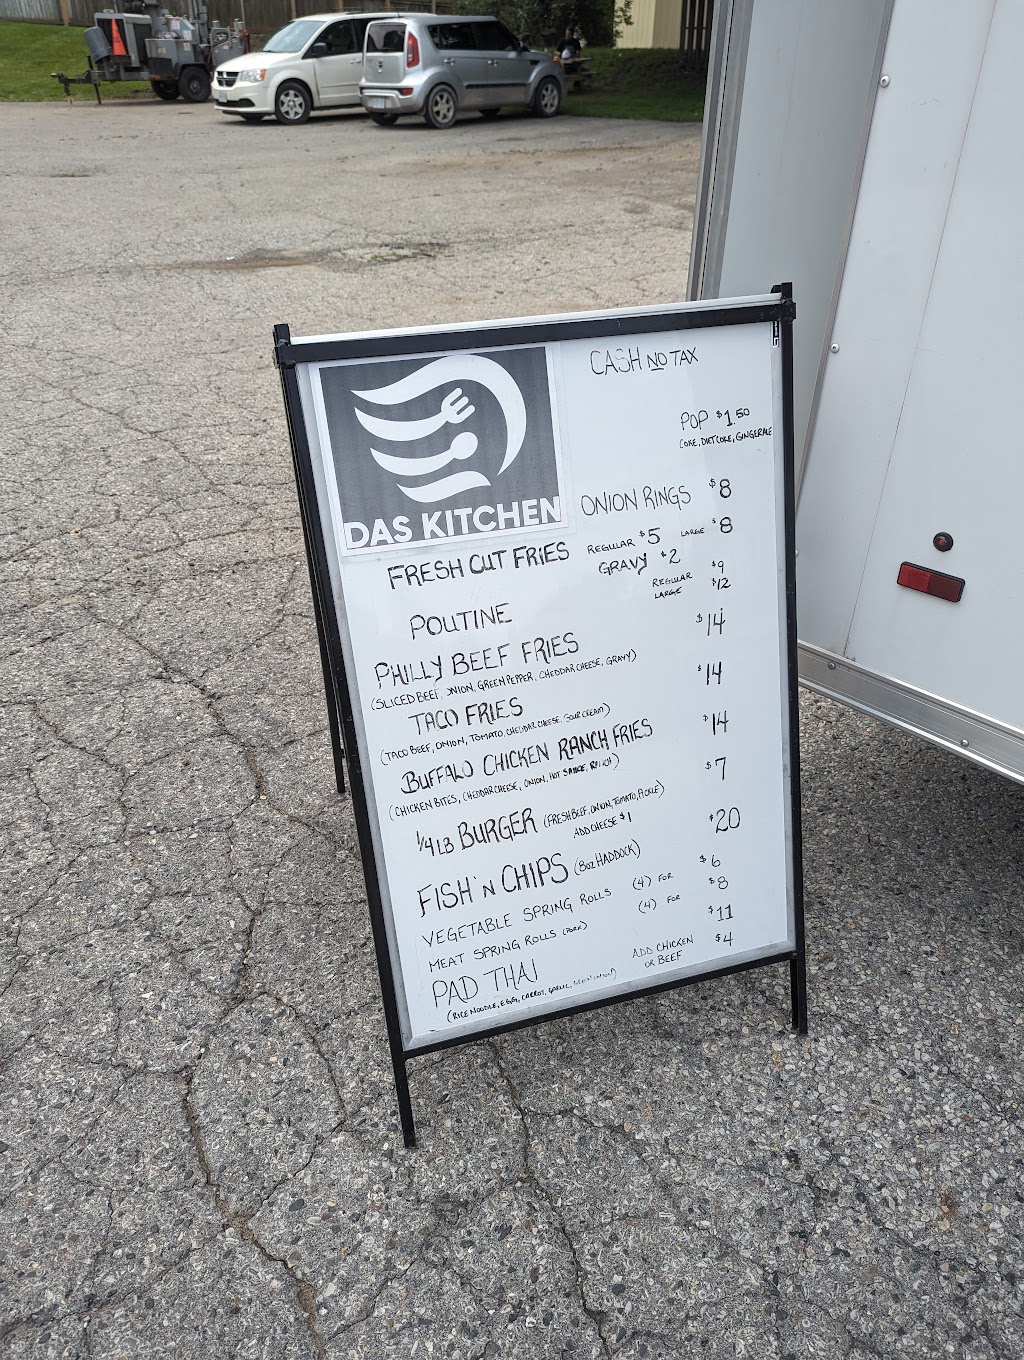 CASH NO TAX
POP $1.50
COKE, DIET COKE, GINGERALE
DAS KITCHEN
ONION RINGS $8
FRESH CUT FRIES REGULAR $5 LARGE $8
GRAVY $2
POUTINE REGULAR $9
LARGE $12
PHILLY BEEF FRIES $14
(SLICED BEEF, ONION, GREEN PEPPER, CHEDDAR CHEESE, GRAVY)
TACO FRIES $14
(TACO BEEF, ONION, TOMATO, CHEDDAR CHEESE, SOUR CREAM)
BUFFALO CHICKEN RANCH FRIES $14
(CHICKEN BITES, CHEDDAR CHEESE, ONION, HOT SAUCE, RANCH)
1/4 LB BURGER (FRESH BEEF, ONION, TOMATO, PICKLE) $7
ADD CHEESE $1
FISH 'N CHIPS (8oz HADDOCK) $20
VEGETABLE SPRING ROLLS (4) FOR $6
MEAT SPRING ROLLS (PORK) (4) FOR $8
PAD THAI $11
(RICE NOODLE, EGG, CARROT, GARLIC,
ADD CHICKEN OR BEEF $4